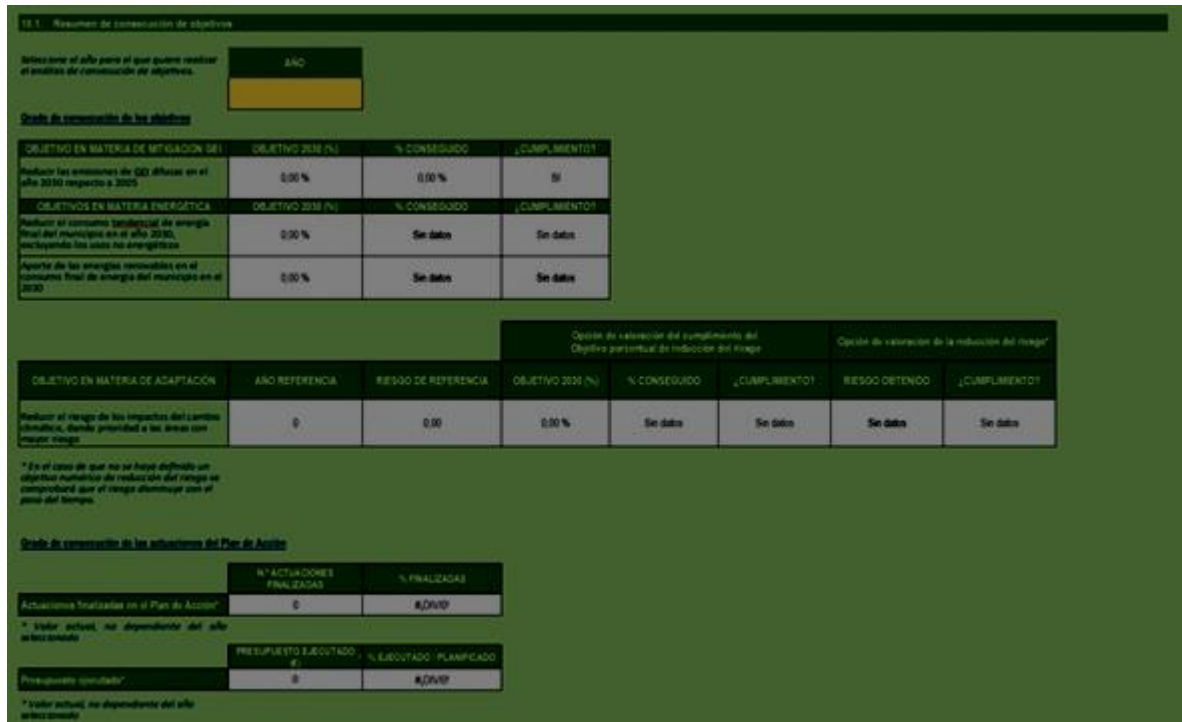 10.1. Resumen de consecución de objetivos
Seleccione el año para el que quiere realizar
el análisis de consecución de objetivos.
AÑO
Grado de consecución de los objetivos
OBJETIVO EN MATERIA DE MITIGACIÓN GEI OBJETIVO 2030 (%) % CONSEGUIDO ¿CUMPLIMIENTO?
Reducir las emisiones de GEI difusas en el
año 2030 respecto a 2005
0,00 % 0,00 % SI
OBJETIVOS EN MATERIA ENERGÉTICA OBJETIVO 2030 (%) % CONSEGUIDO ¿CUMPLIMIENTO?
Reducir el consumo tendencial de energía
final del municipio en el año 2030,
excluyendo los usos no energéticos
0,00 % Sin datos Sin datos
Aporte de las energías renovables en el
consumo final de energía del municipio en el
2030
0,00 % Sin datos Sin datos
Opción de valoración del cumplimiento del
Objetivo porcentual de reducción del riesgo
Opción de valoración de la reducción del riesgo*
OBJETIVO EN MATERIA DE ADAPTACIÓN AÑO REFERENCIA RIESGO DE REFERENCIA OBJETIVO 2030 (%) % CONSEGUIDO ¿CUMPLIMIENTO? RIESGO OBTENIDO ¿CUMPLIMIENTO?
Reducir el riesgo de los impactos del cambio
climático, dando prioridad a las áreas con
mayor riesgo
0 0,00 0,00 % Sin datos Sin datos Sin datos Sin datos
* En el caso de que no se haya definido un
objetivo numérico de reducción del riesgo se
comprobará que el riesgo disminuye con el
paso del tiempo.
Grado de consecución de las actuaciones del Plan de Acción
N.º ACTUACIONES
FINALIZADAS
% FINALIZADAS
Actuaciones finalizadas en el Plan de Acción* 0 #¡DIV/0!
* Valor actual, no dependiente del año
seleccionado
PRESUPUESTO EJECUTADO
(€)
% EJECUTADO / PLANIFICADO
Presupuesto ejecutado* 0 #¡DIV/0!
* Valor actual, no dependiente del año
seleccionado